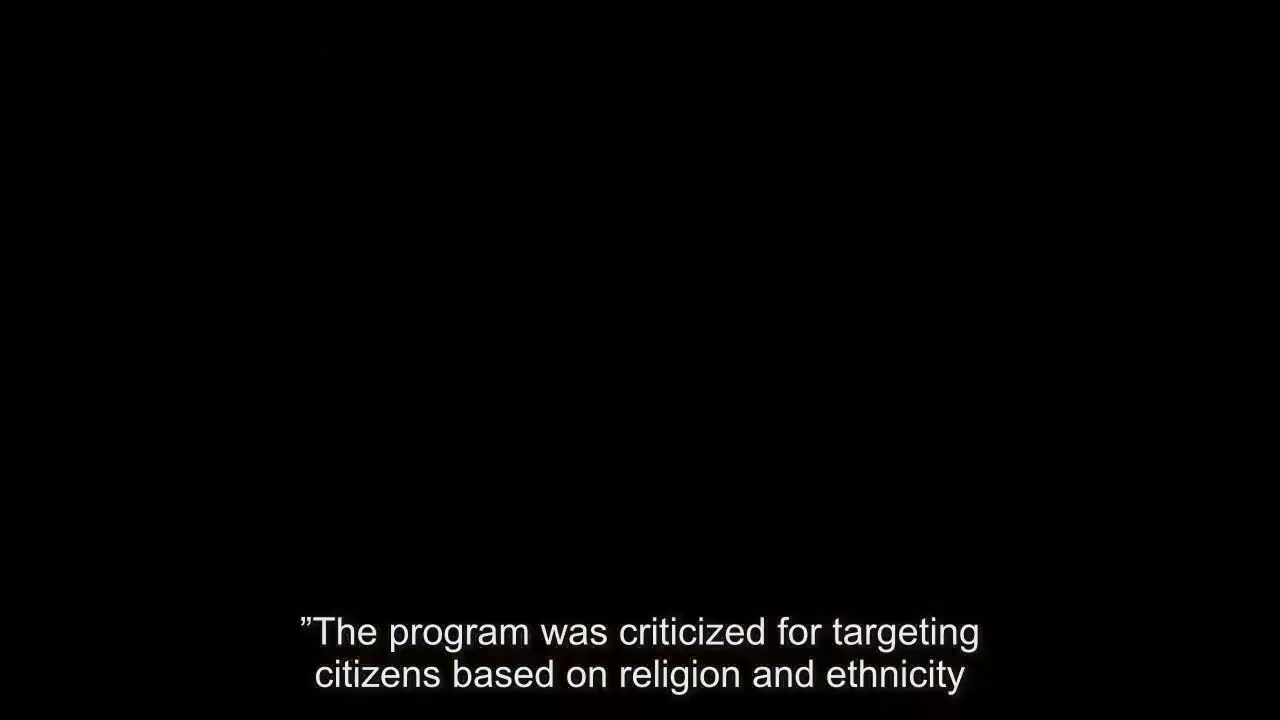 ”The program was criticized for targeting
citizens based on religion and ethnicity